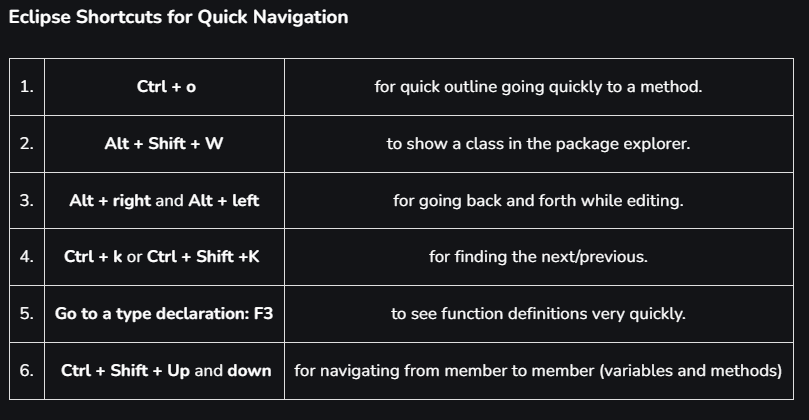 Eclipse Shortcuts for Quick Navigation
1. Ctrl + o for quick outline going quickly to a method.
2. Alt + Shift + W to show a class in the package explorer.
3. Alt + right and Alt + left for going back and forth while editing.
4. Ctrl + k or Ctrl + Shift +K for finding the next/previous.
5. Go to a type declaration: F3 to see function definitions very quickly.
6. Ctrl + Shift + Up and down for navigating from member to member (variables and methods)